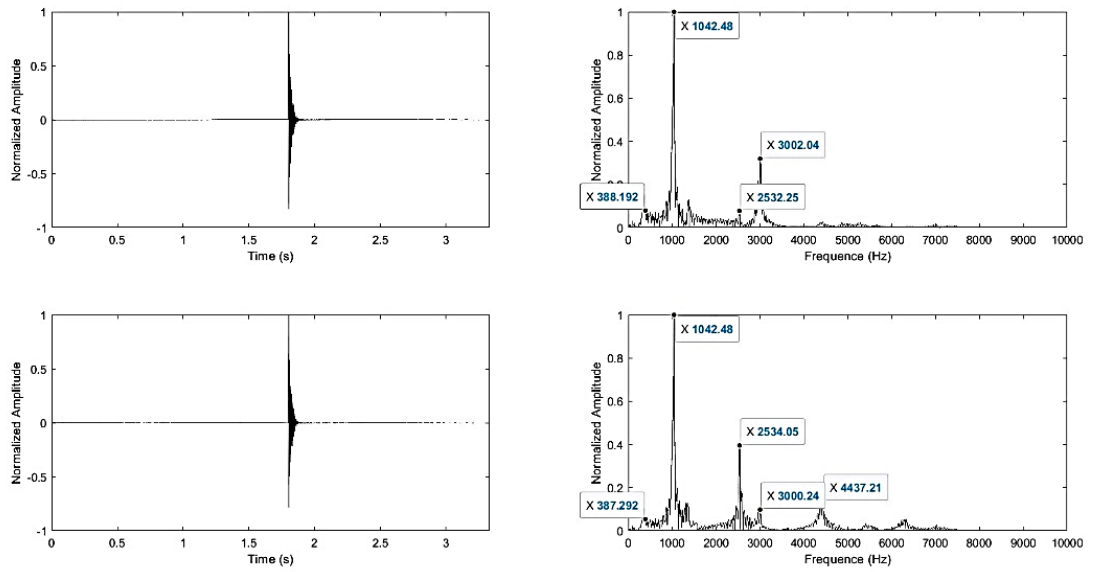 1
0.5
0
-0.5
-1
Normalized Amplitude
0 0.5 1 1.5 2 2.5 3
Time (s)
1
0.8
0.6
0.4
0
Normalized Amplitude
X 1042.48
X 3002.04
X 388.192
X 2532.25
0 1000 2000 3000 4000 5000 6000 7000 8000 9000 10000
Frequence (Hz)
1
0.5
0
-0.5
-1
Normalized Amplitude
0 0.5 1 1.5 2 2.5 3
Time (s)
1
0.8
0.6
0.4
0.2
0
Normalized Amplitude
X 1042.48
X 2534.05
X 4437.21
X 3000.24
X 387.292
0 1000 2000 3000 4000 5000 6000 7000 8000 9000 10000
Frequence (Hz)